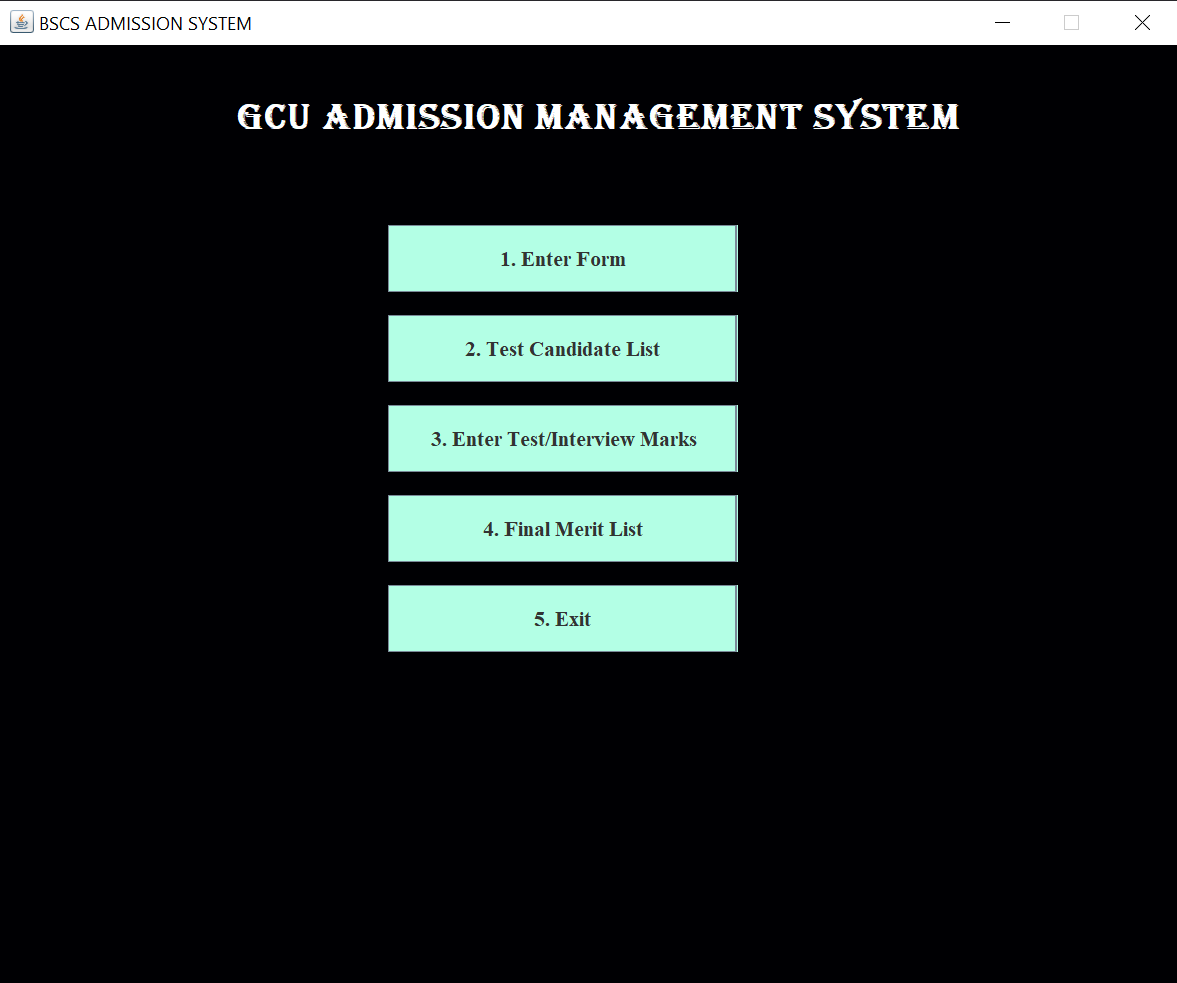 BSCS ADMISSION SYSTEM
GCU ADMISSION MANAGEMENT SYSTEM
1. Enter Form
2. Test Candidate List
3. Enter Test/Interview Marks
4. Final Merit List
5. Exit